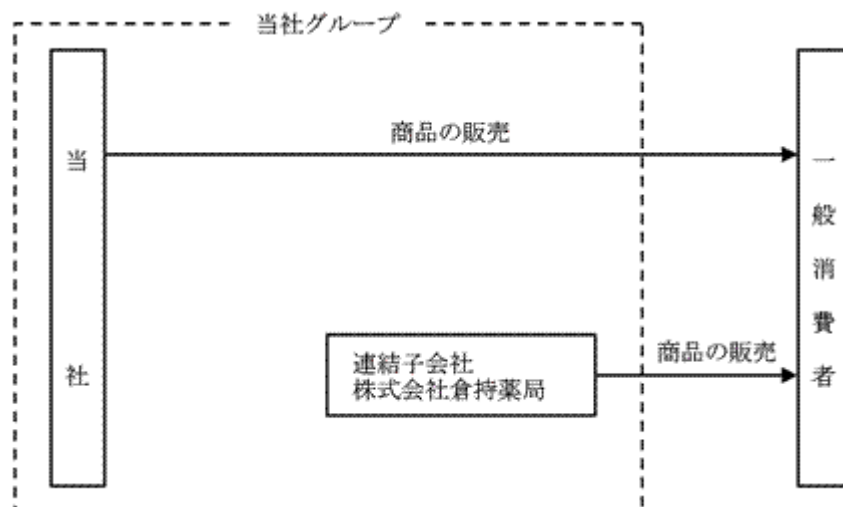 当社グループ
商品の販売
当社
一般消費者
商品の販売
連結子会社
株式会社倉持薬局